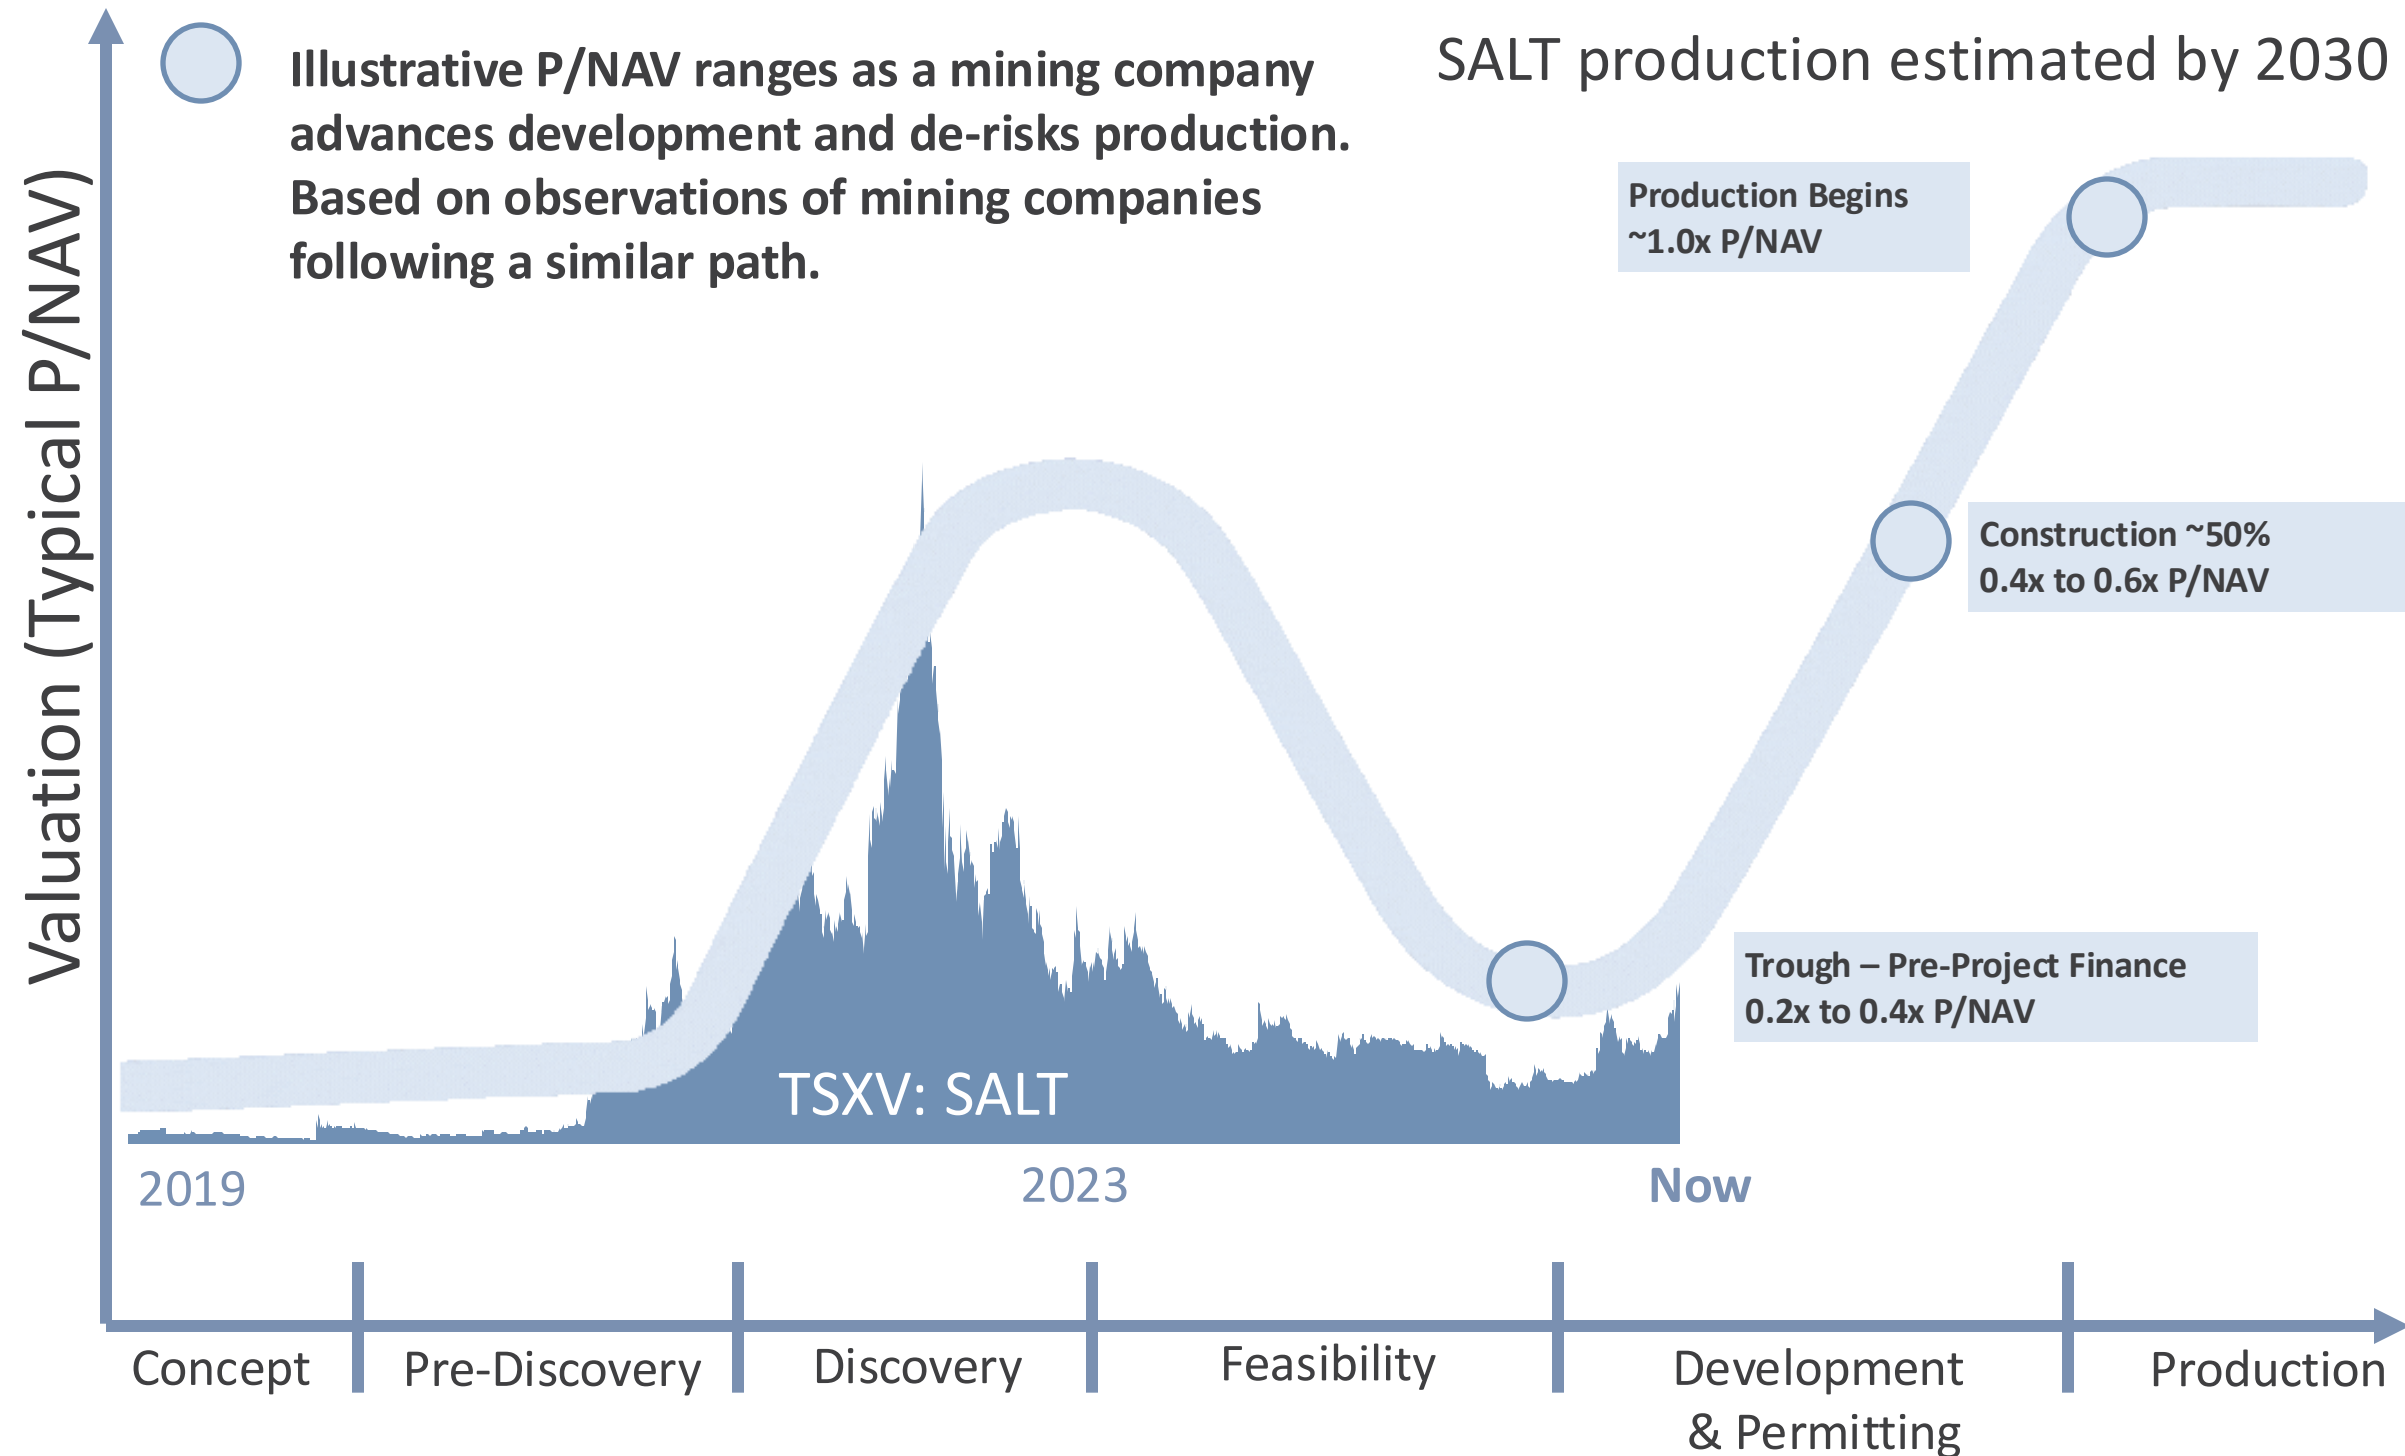 Illustrative P/NAV ranges as a mining company
advances development and de-risks production.
Based on observations of mining companies
following a similar path.
SALT production estimated by 2030
Valuation (Typical P/NAV)
Production Begins
~1.0x P/NAV
Construction ~50%
0.4x to 0.6x P/NAV
Trough – Pre-Project Finance
0.2x to 0.4x P/NAV
TSXV: SALT
2019
2023
Now
Concept
Pre-Discovery
Discovery
Feasibility
Development
& Permitting
Production